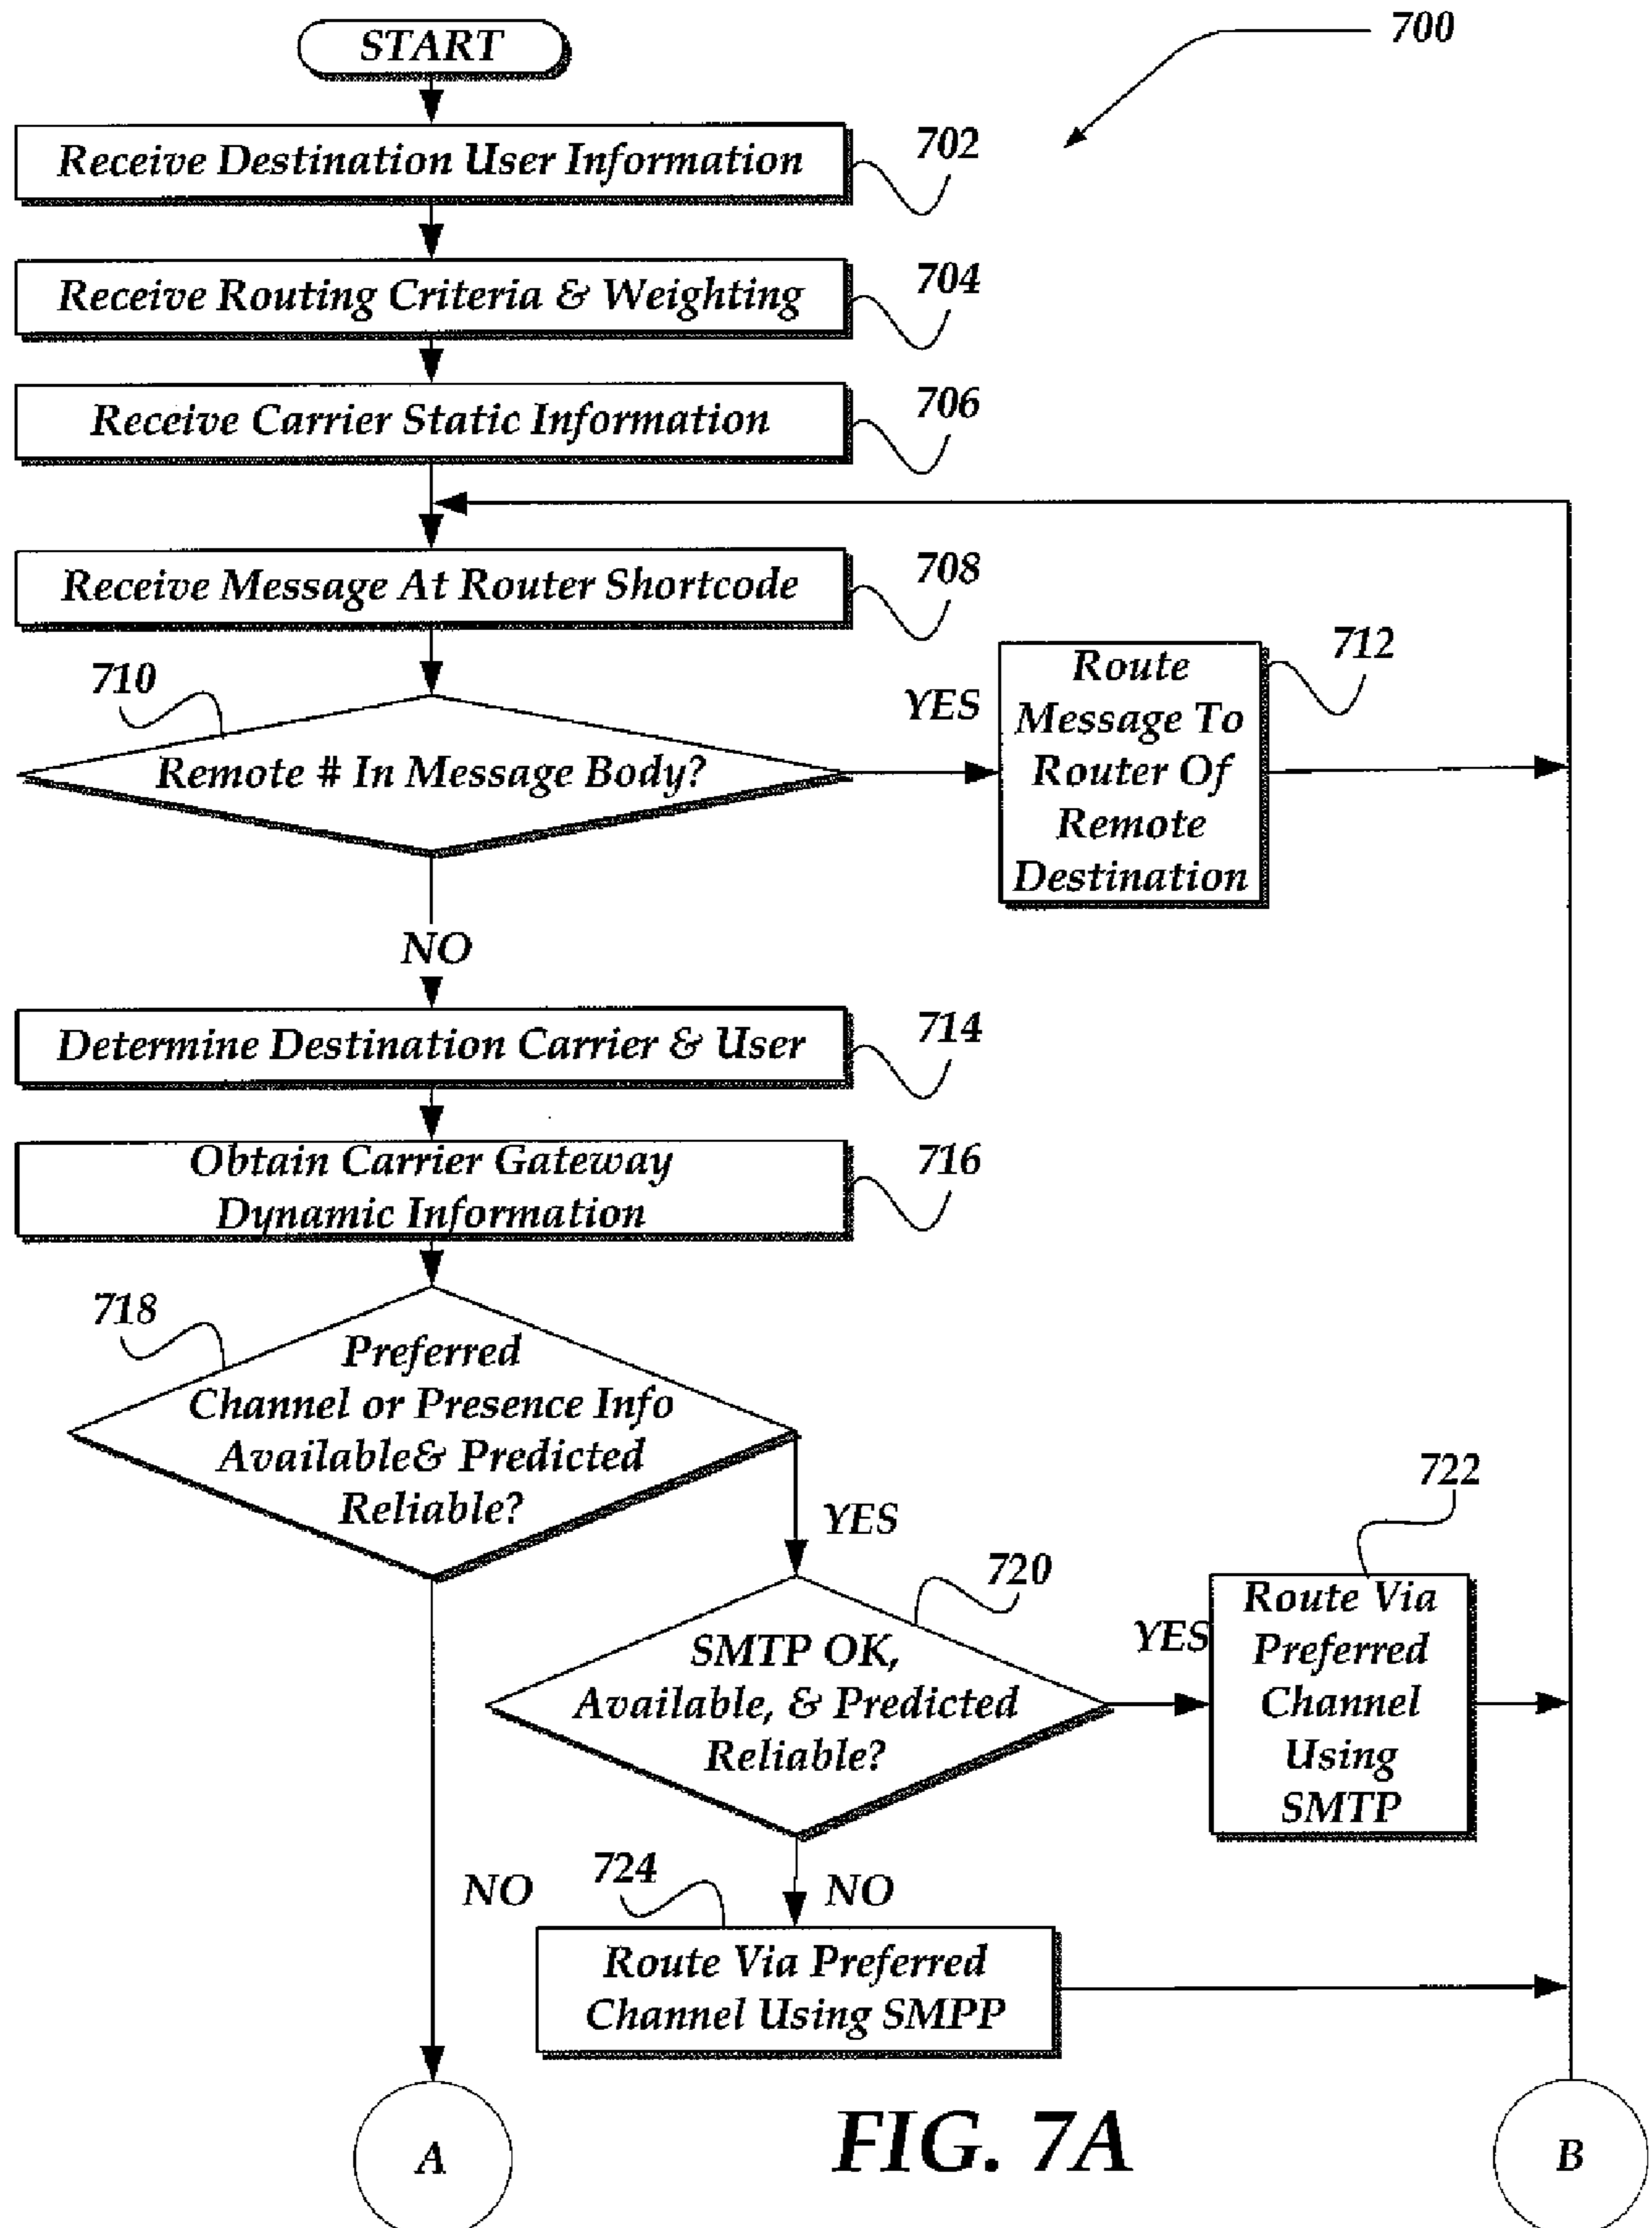 START
700
Receive Destination User Information
702
Receive Routing Criteria & Weighting
704
Receive Carrier Static Information
706
Receive Message At Router Shortcode
708
710
Remote # In Message Body?
YES
Route
Message To
Router Of
Remote
Destination
712
NO
Determine Destination Carrier & User
714
Obtain Carrier Gateway
Dynamic Information
716
718
Preferred
Channel or Presence Info
Available& Predicted
Reliable?
YES
720
SMTP OK,
Available, & Predicted
Reliable?
YES
722
Route Via
Preferred
Channel
Using
SMTP
NO
724
NO
Route Via Preferred
Channel Using SMPP
A
FIG. 7A
B